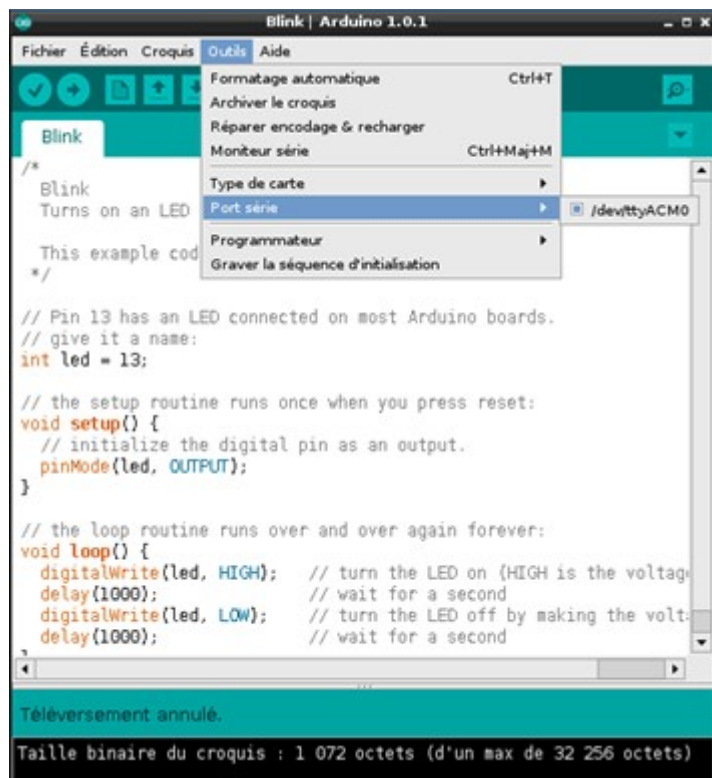 Blink | Arduino 1.0.1
Fichier Édition Croquis Outils Aide
Formatage automatique Ctrl+T
Archiver le croquis
Réparer encodage & recharger
Moniteur série Ctrl+Maj+M
Type de carte
Port série
/dev/ttyACM0
Programmateur
Graver la séquence d'initialisation
Blink
/*
Blink
Turns on an LED
This example cod
*/
// Pin 13 has an LED connected on most Arduino boards.
// give it a name:
int led = 13;
// the setup routine runs once when you press reset:
void setup() {
// initialize the digital pin as an output.
pinMode(led, OUTPUT);
}
// the loop routine runs over and over again forever:
void loop() {
digitalWrite(led, HIGH); // turn the LED on (HIGH is the voltag
delay(1000); // wait for a second
digitalWrite(led, LOW); // turn the LED off by making the volt
delay(1000); // wait for a second
Téléversement annulé.
Taille binaire du croquis : 1 072 octets (d'un max de 32 256 octets)